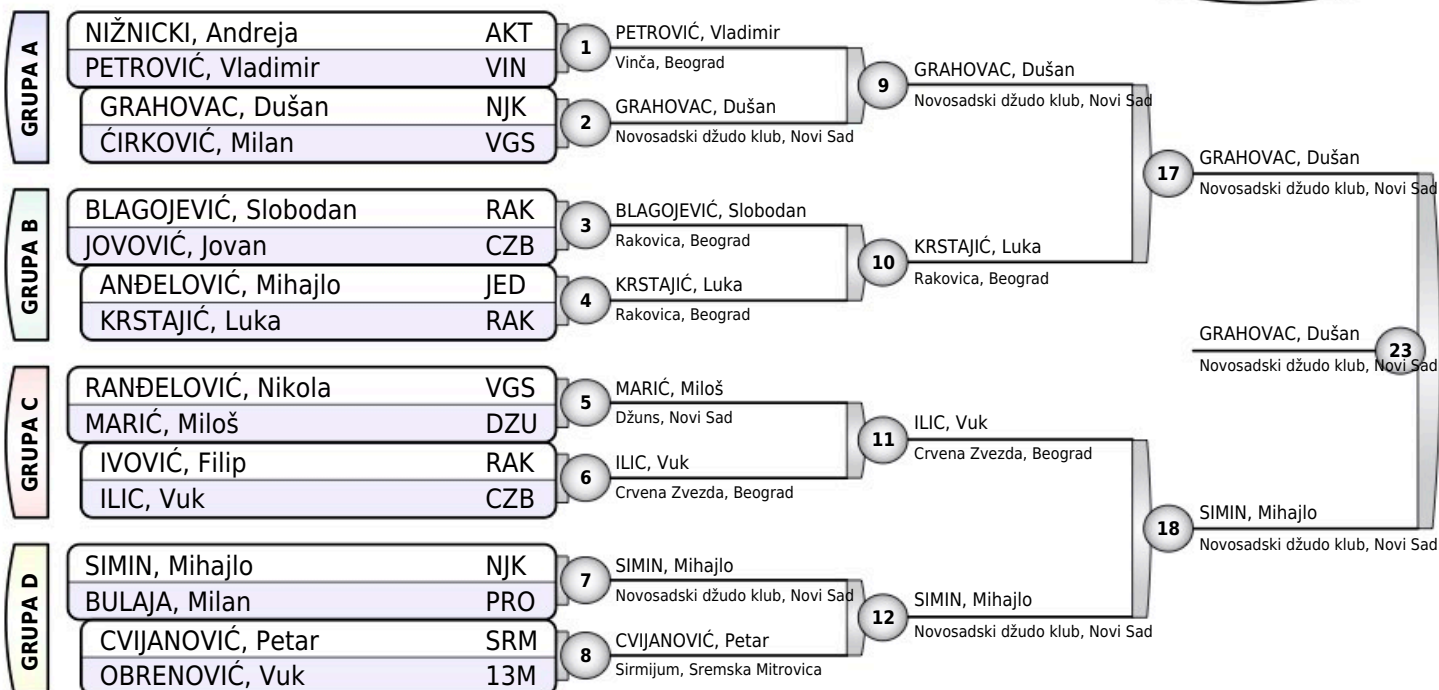 GRUPA A
NIŽNICKI, Andreja AKT
PETROVIĆ, Vladimir VIN
GRAHOVAC, Dušan NJK
ĆIRKOVIĆ, Milan VGS
GRUPA B
BLAGOJEVIĆ, Slobodan RAK
JOVOVIĆ, Jovan CZB
ANĐELOVIĆ, Mihajlo JED
KRSTAJIĆ, Luka RAK
GRUPA C
RANĐELOVIĆ, Nikola VGS
MARIĆ, Miloš DZU
IVOVIĆ, Filip RAK
ILIC, Vuk CZB
GRUPA D
SIMIN, Mihajlo NJK
BULAJA, Milan PRO
CVIJANOVIĆ, Petar SRM
OBRENOVIĆ, Vuk 13M
1
PETROVIĆ, Vladimir
Vinča, Beograd
2
GRAHOVAC, Dušan
Novosadski džudo klub, Novi Sad
3
BLAGOJEVIĆ, Slobodan
Rakovica, Beograd
4
KRSTAJIĆ, Luka
Rakovica, Beograd
5
MARIĆ, Miloš
Džuns, Novi Sad
6
ILIC, Vuk
Crvena Zvezda, Beograd
7
SIMIN, Mihajlo
Novosadski džudo klub, Novi Sad
8
CVIJANOVIĆ, Petar
Sirmijum, Sremska Mitrovica
9
GRAHOVAC, Dušan
Novosadski džudo klub, Novi Sad
10
KRSTAJIĆ, Luka
Rakovica, Beograd
11
ILIC, Vuk
Crvena Zvezda, Beograd
12
SIMIN, Mihajlo
Novosadski džudo klub, Novi Sad
17
GRAHOVAC, Dušan
Novosadski džudo klub, Novi Sad
18
SIMIN, Mihajlo
Novosadski džudo klub, Novi Sad
GRAHOVAC, Dušan
23
Novosadski džudo klub, Novi Sad